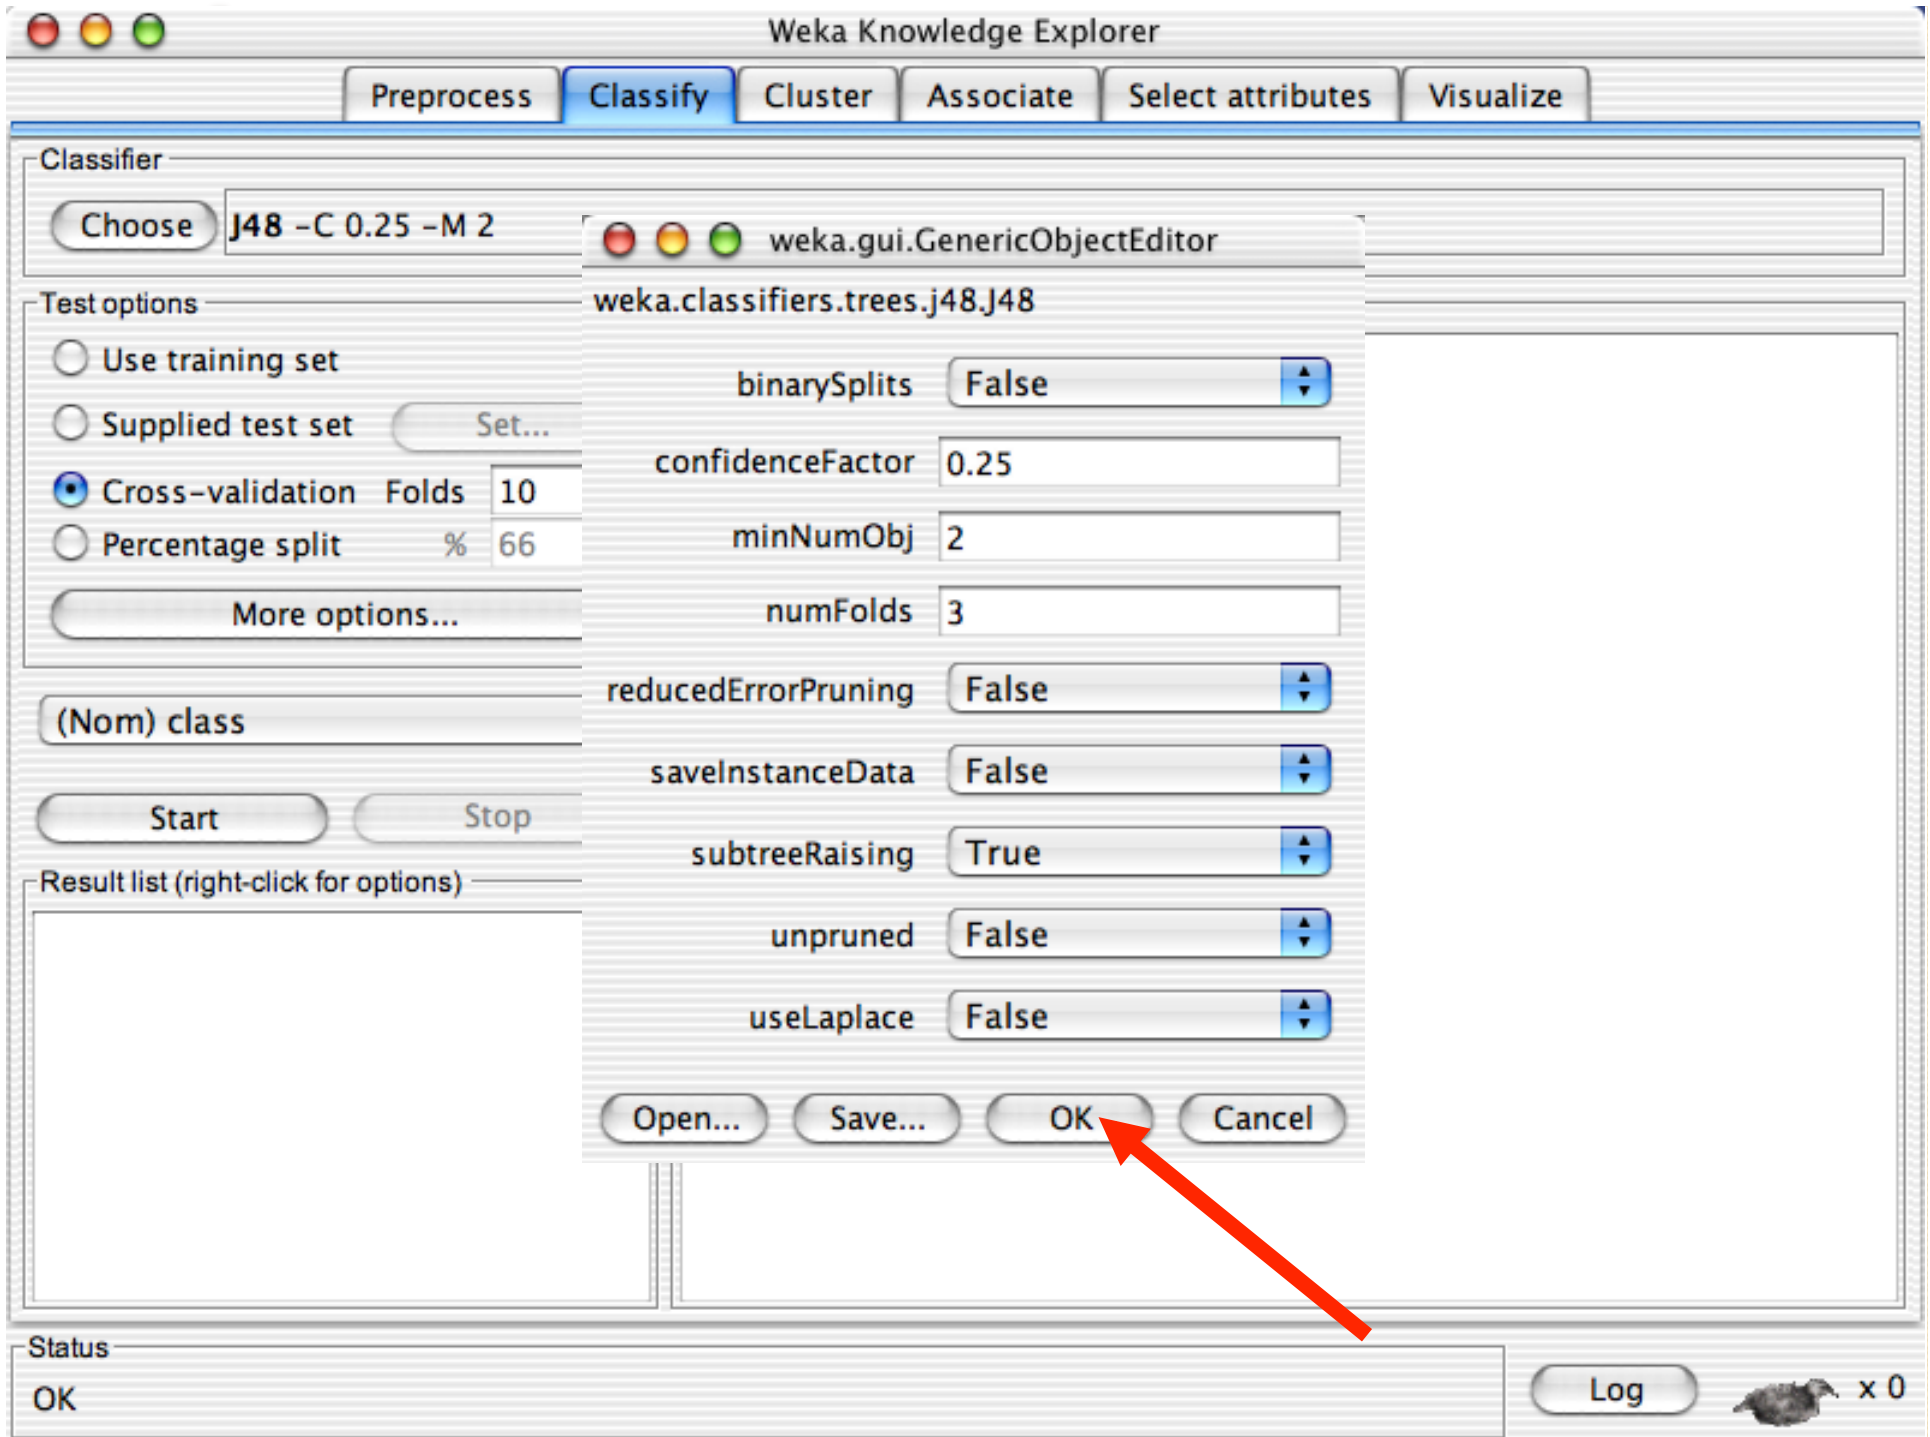 Weka Knowledge Explorer
Preprocess Classify Cluster Associate Select attributes Visualize
Classifier
Choose J48 -C 0.25 -M 2
Test options
Use training set
Supplied test set Set...
Cross-validation Folds 10
Percentage split % 66
More options...
(Nom) class
Start Stop
Result list (right-click for options)
weka.gui.GenericObjectEditor
weka.classifiers.trees.j48.J48
binarySplits False
confidenceFactor 0.25
minNumObj 2
numFolds 3
reducedErrorPruning False
saveInstanceData False
subtreeRaising True
unpruned False
useLaplace False
Open... Save... OK Cancel
Status
OK
Log x 0